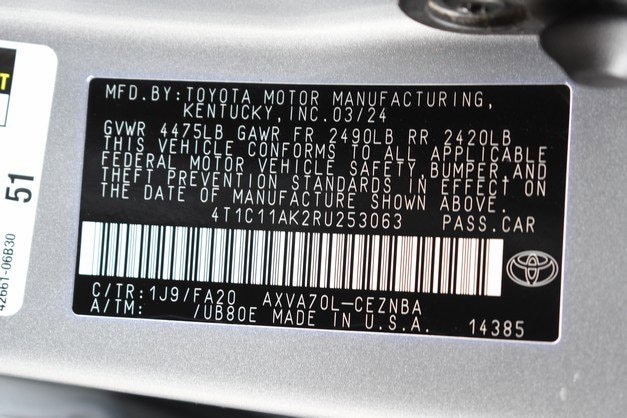 MFD.BY:TOYOTA MOTOR MANUFACTURING,
KENTUCKY,INC.03/24
GVWR 4475LB GAWR FR 2490LB RR 2420LB
THIS VEHICLE CONFORMS TO ALL APPLICABLE
FEDERAL MOTOR VEHICLE SAFETY,BUMPER,AND
THEFT PREVENTION STANDARDS IN EFFECT ON
THE DATE OF MANUFACTURE SHOWN ABOVE.
4T1C11AK2RU253063 PASS.CAR
C/TR:1J9/FA20 AXVA70L-CEZNBA
A/TM: /UB80E MADE IN U.S.A. 14385
51
42661-06B30